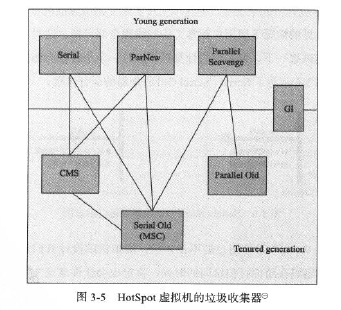 Young generation
Serial
ParNew
Parallel
Scavenge
G1
CMS
Parallel Old
Serial Old
(MSC)
Tenured generation
图 3-5 HotSpot 虚拟机的垃圾收集器㊀